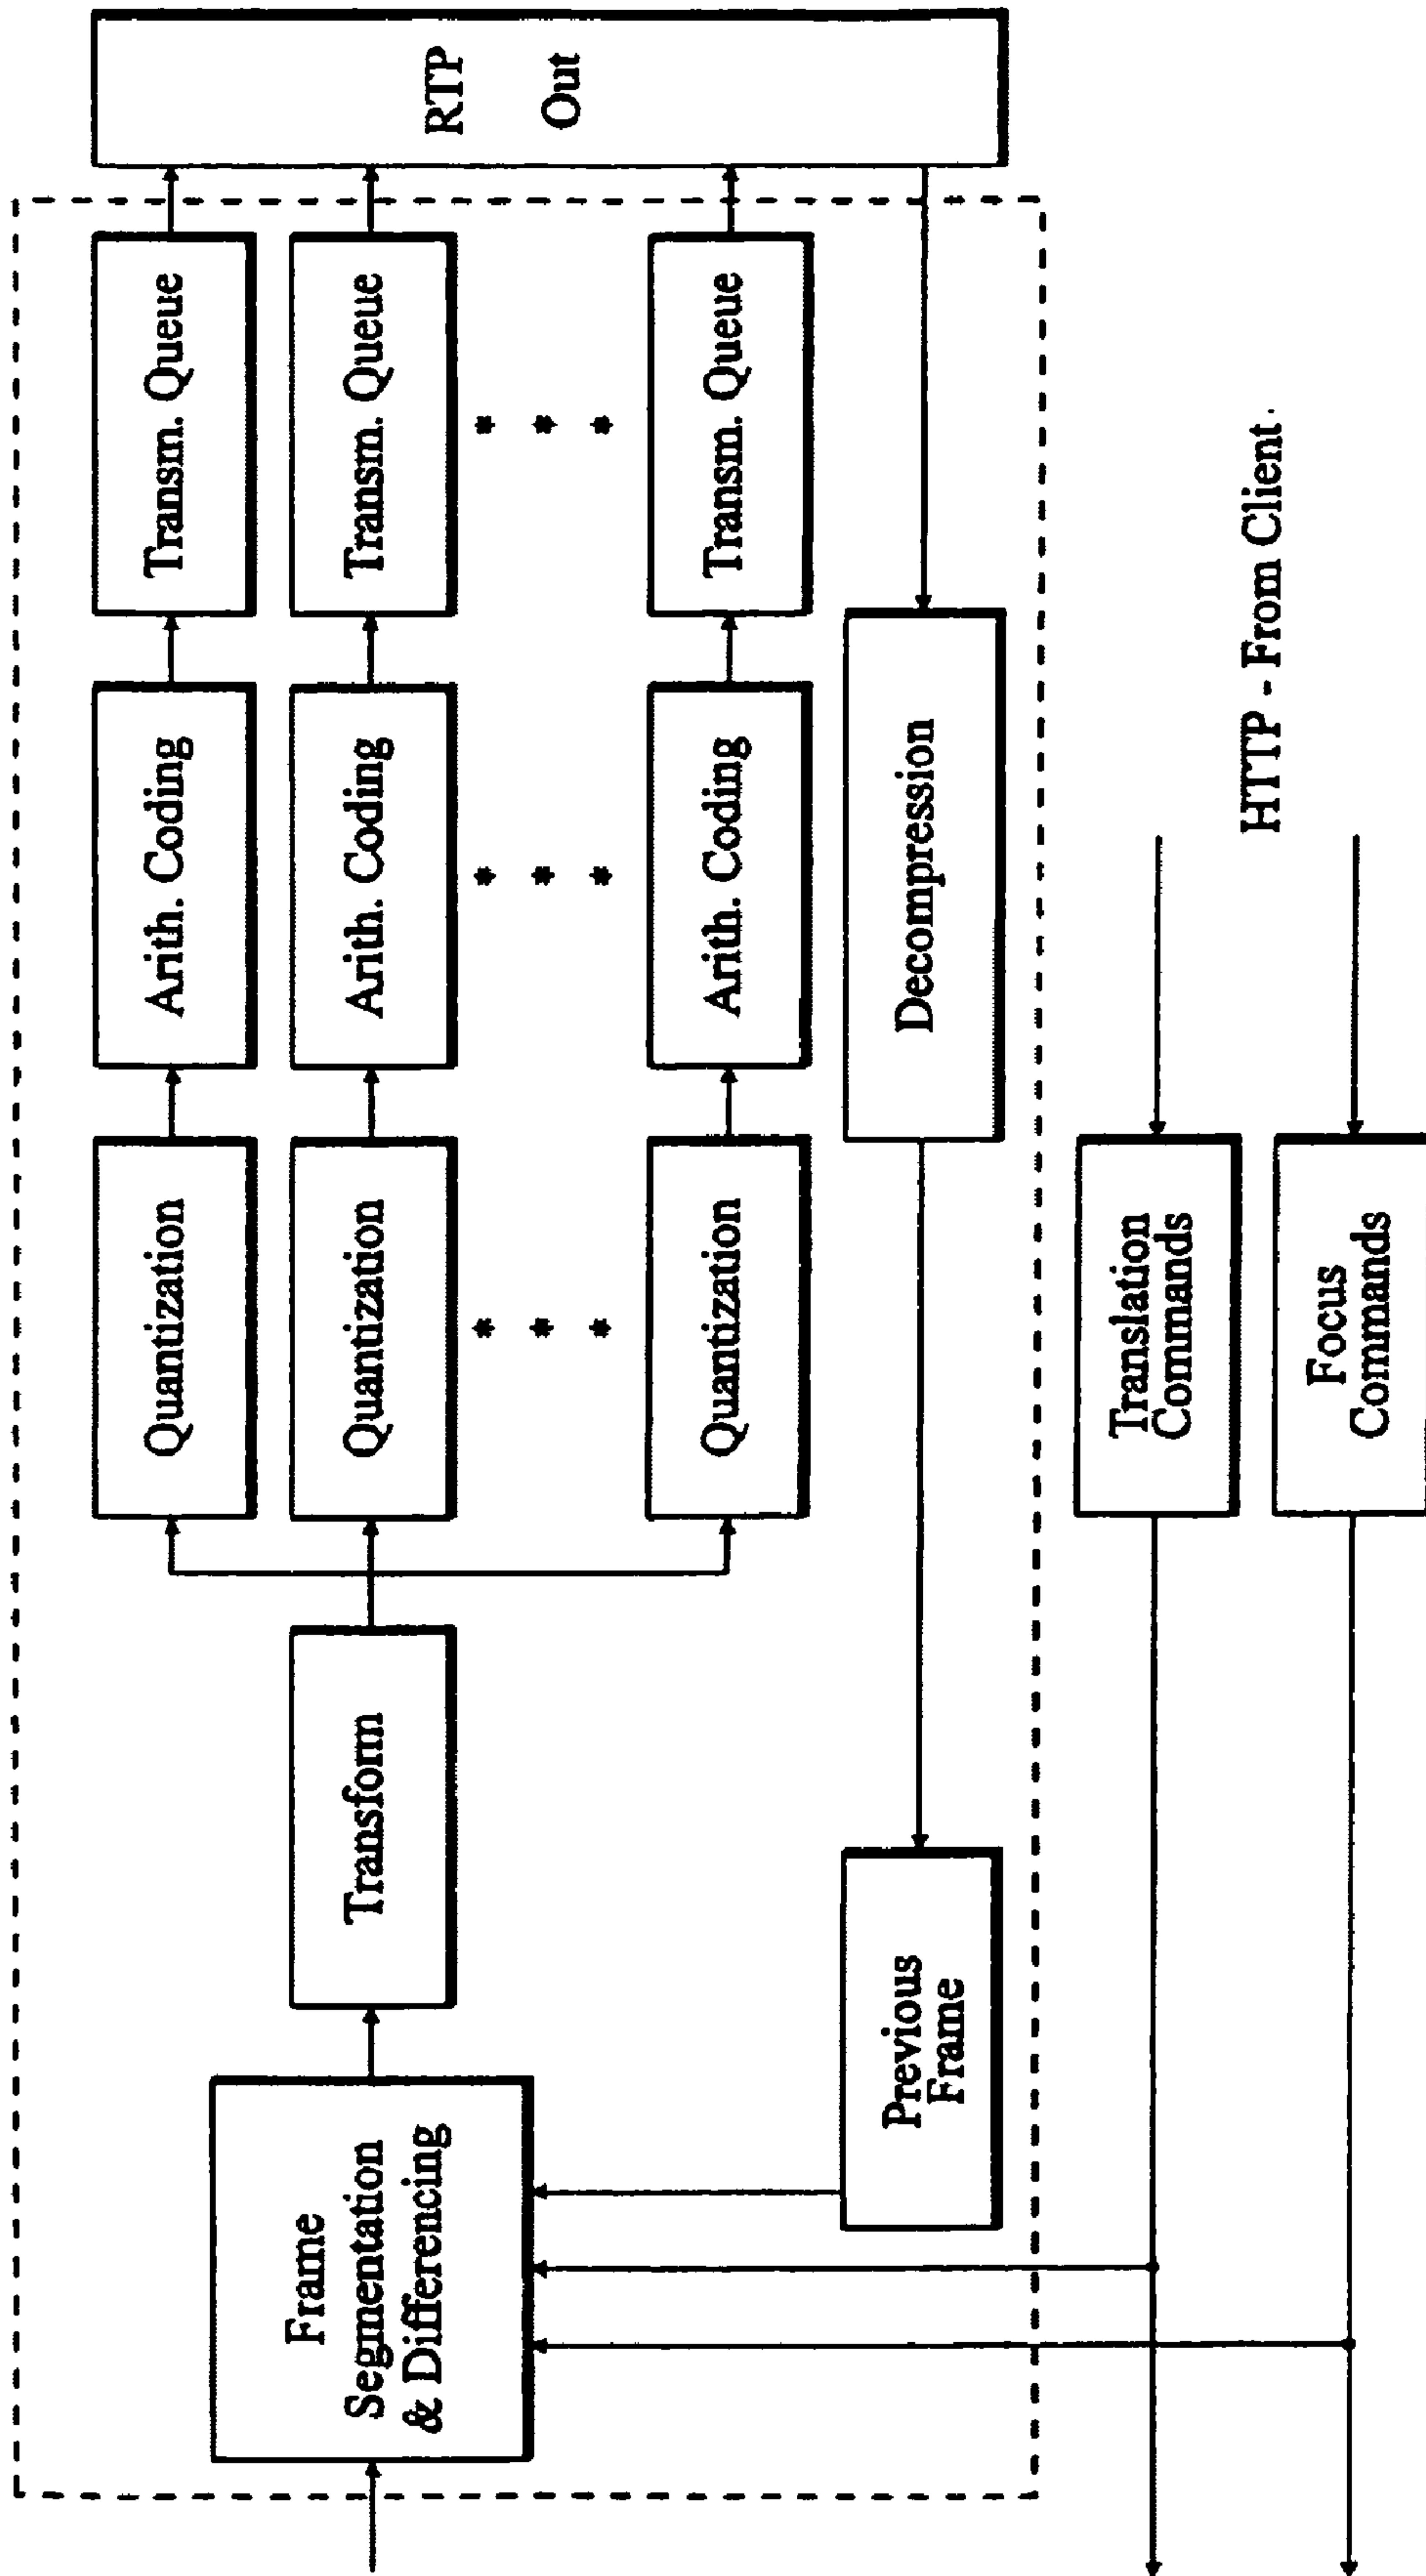 Frame
Segmentation
& Differencing
Transform
Quantization
Arith. Coding
Transm. Queue
Quantization
Arith. Coding
Transm. Queue
* * *
* * *
* * *
Quantization
Arith. Coding
Transm. Queue
RTP
Out
Previous
Frame
Decompression
Translation
Commands
HTTP - From Client
Focus
Commands